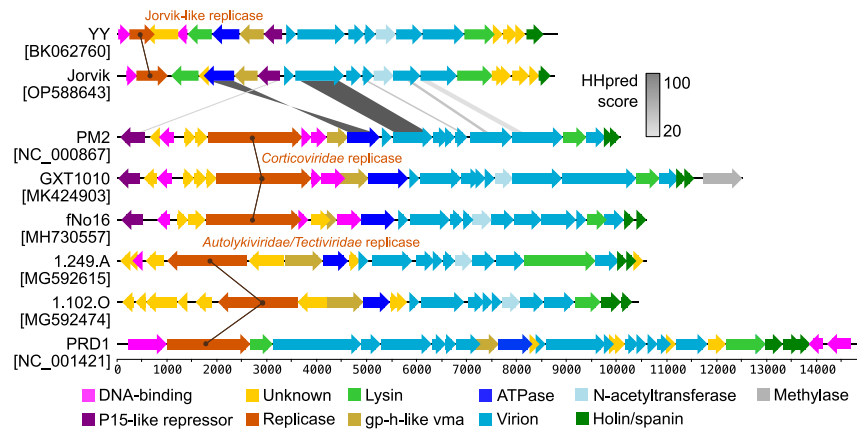 Jorvik-like replicase
YY
[BK062760]
Jorvik
[OP588643]
HHpred
score
100
20
PM2
[NC_000867]
Corticoviridae replicase
GXT1010
[MK424903]
fNo16
[MH730557]
Autolykiviridae/Tectiviridae replicase
1.249.A
[MG592615]
1.102.O
[MG592474]
PRD1
[NC_001421]
0 1000 2000 3000 4000 5000 6000 7000 8000 9000 10000 11000 12000 13000 14000
DNA-binding Unknown Lysin ATPase N-acetyltransferase Methylase
P15-like repressor Replicase gp-h-like vma Virion Holin/spanin